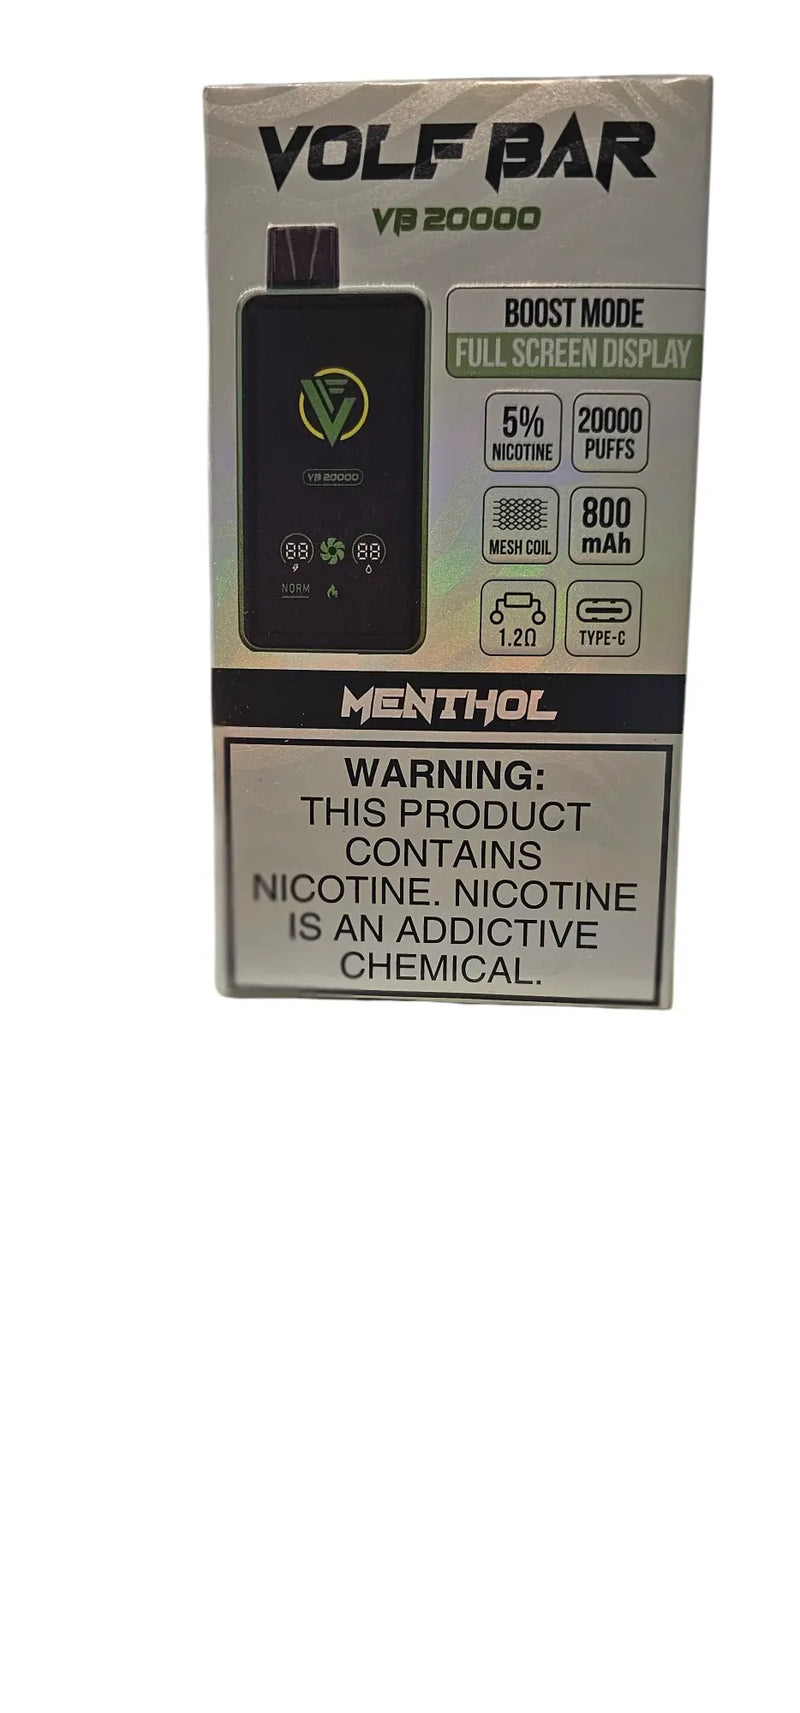 VOLF BAR
VB 20000
BOOST MODE
FULL SCREEN DISPLAY
5%
NICOTINE
20000
PUFFS
MESH COIL
800
mAh
1.2Ω
TYPE-C
VF
VB 20000
88 88
NORM
MENTHOL
WARNING:
THIS PRODUCT
CONTAINS
NICOTINE. NICOTINE
IS AN ADDICTIVE
CHEMICAL.